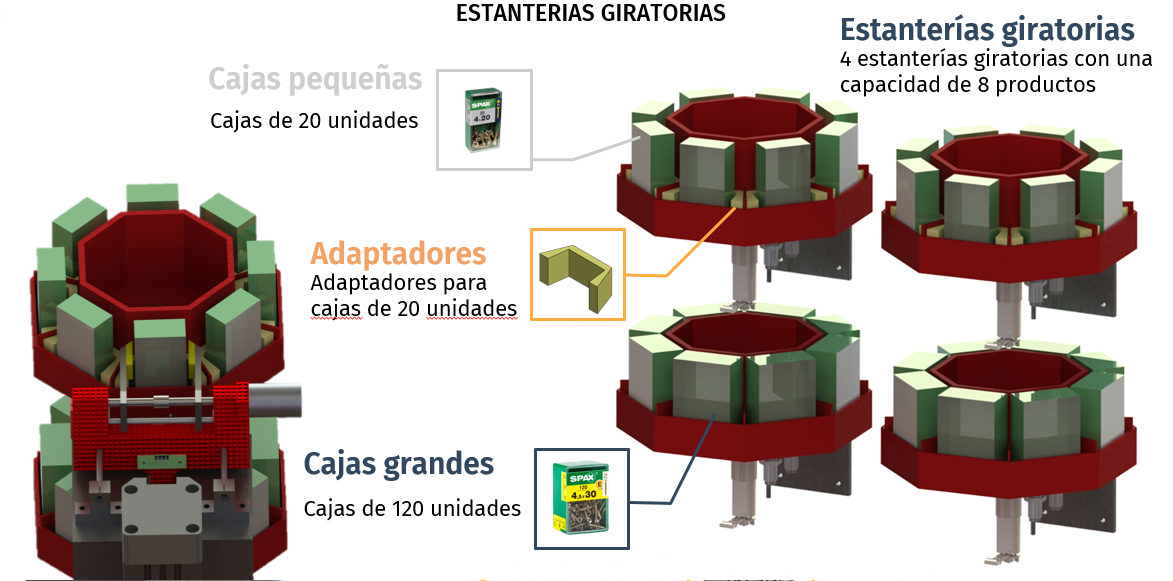 ESTANTERIAS GIRATORIAS
Estanterías giratorias
4 estanterías giratorias con una
capacidad de 8 productos
Cajas pequeñas
Cajas de 20 unidades
SPAX
20
4x20
Adaptadores
Adaptadores para
cajas de 20 unidades
Cajas grandes
Cajas de 120 unidades
SPAX
120
4,5x30
E